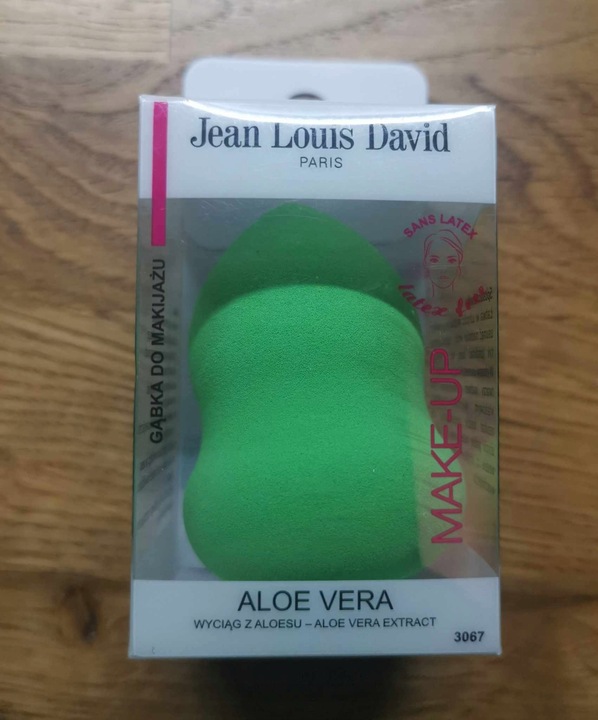 Jean Louis David
PARIS
SANS LATEX
latex free
GĄBKA DO MAKIJAŻU
MAKE-UP
ALOE VERA
WYCIĄG Z ALOESU – ALOE VERA EXTRACT
3067